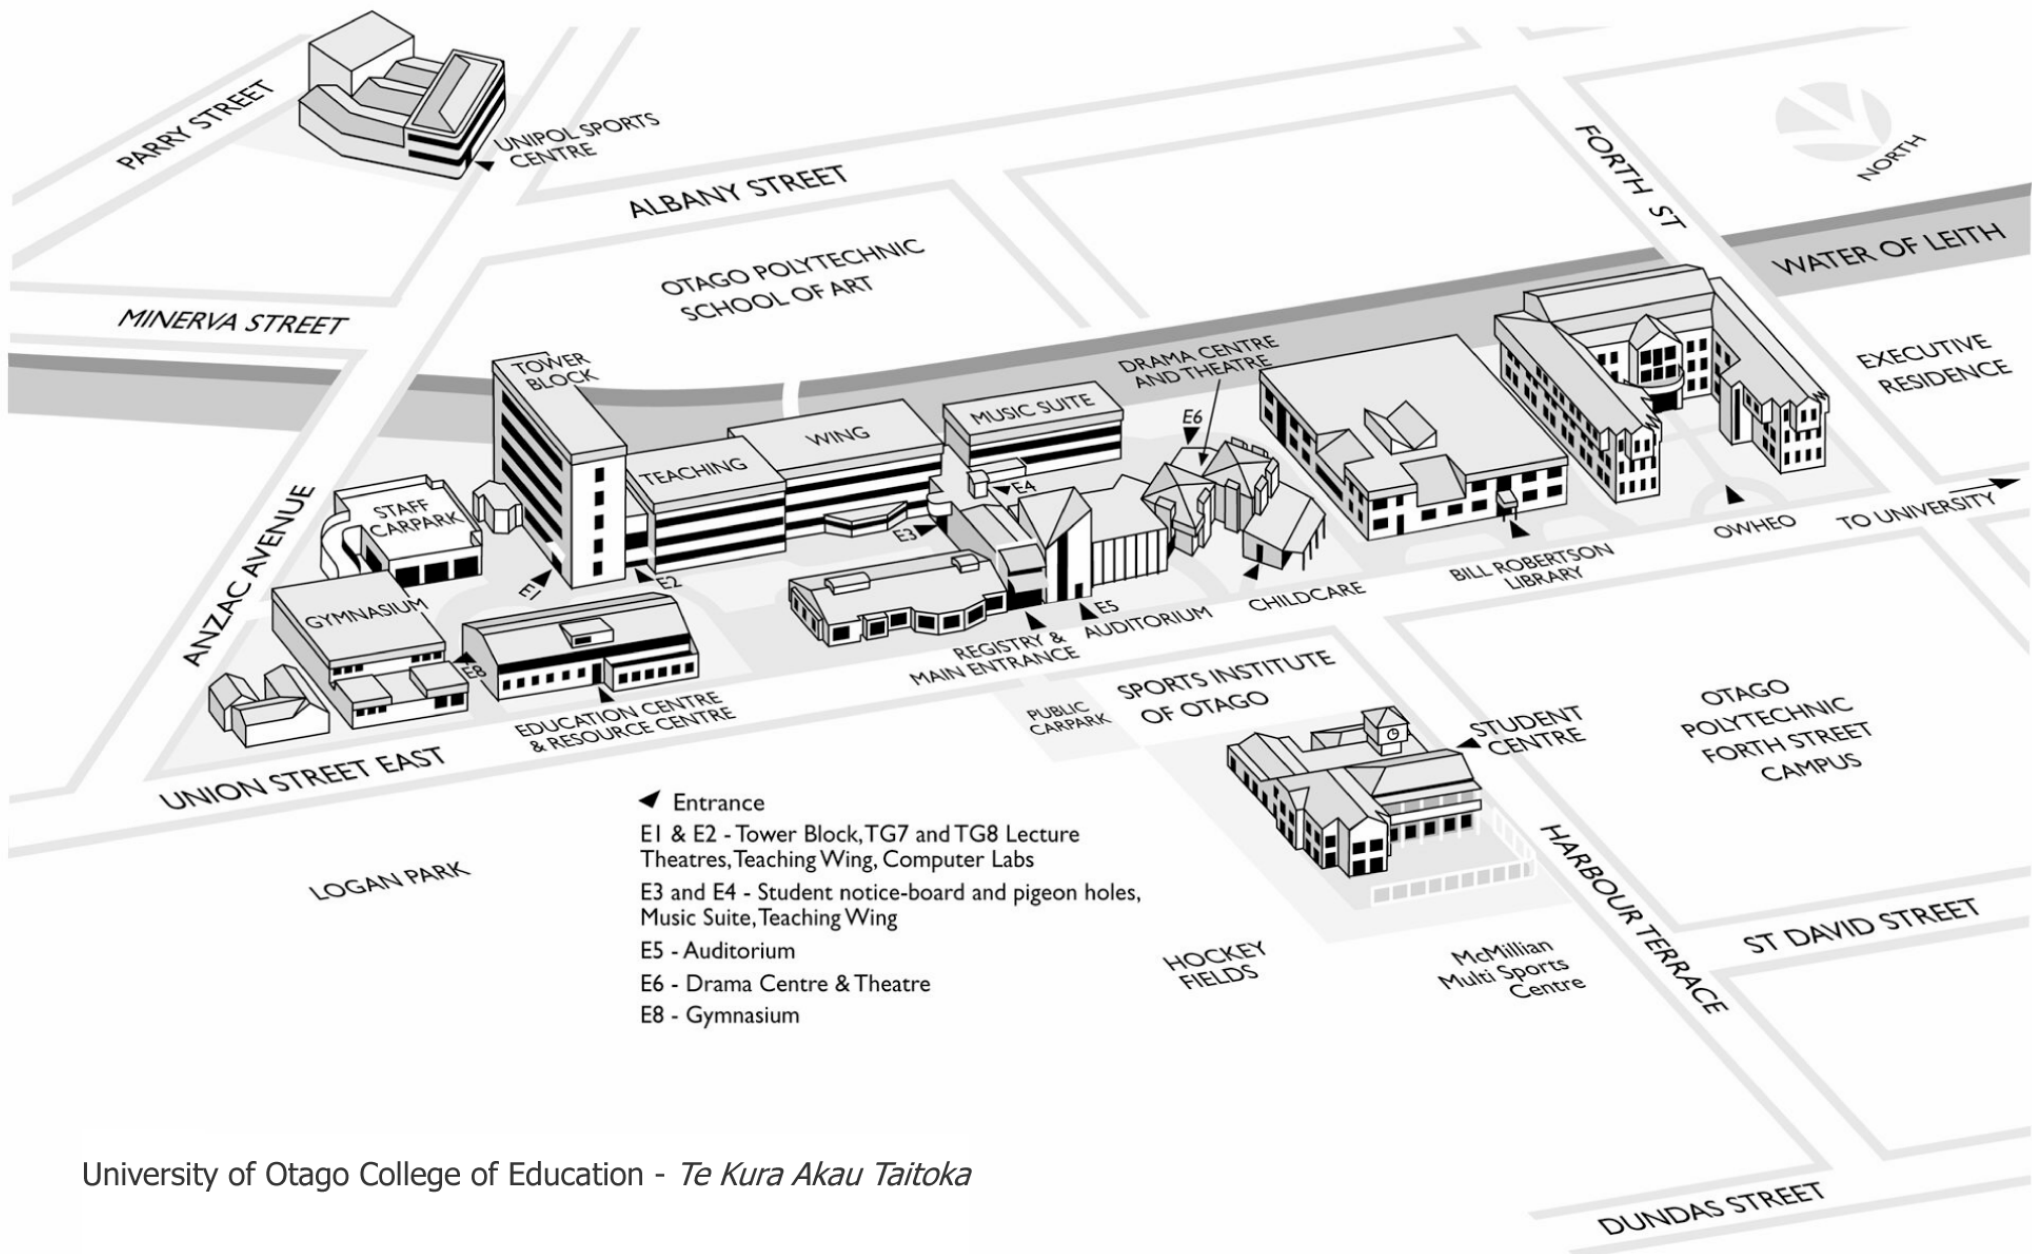 PARRY STREET
UNIPOL SPORTS
CENTRE
ALBANY STREET
FORTH ST
NORTH
WATER OF LEITH
OTAGO POLYTECHNIC
SCHOOL OF ART
MINERVA STREET
TOWER
BLOCK
DRAMA CENTRE
AND THEATRE
EXECUTIVE
RESIDENCE
MUSIC SUITE
WING
TEACHING
E6
E4
E3
STAFF
CARPARK
ANZAC AVENUE
E1
E2
OWHEO
TO UNIVERSITY
BILL ROBERTSON
LIBRARY
CHILDCARE
E5
AUDITORIUM
REGISTRY &
MAIN ENTRANCE
GYMNASIUM
E8
EDUCATION CENTRE
& RESOURCE CENTRE
UNION STREET EAST
PUBLIC
CARPARK
SPORTS INSTITUTE
OF OTAGO
STUDENT
CENTRE
OTAGO
POLYTECHNIC
FORTH STREET
CAMPUS
LOGAN PARK
Entrance
E1 & E2 - Tower Block, TG7 and TG8 Lecture
Theatres, Teaching Wing, Computer Labs
E3 and E4 - Student notice-board and pigeon holes,
Music Suite, Teaching Wing
E5 - Auditorium
E6 - Drama Centre & Theatre
E8 - Gymnasium
HOCKEY
FIELDS
McMillian
Multi Sports
Centre
HARBOUR TERRACE
ST DAVID STREET
DUNDAS STREET
University of Otago College of Education - Te Kura Akau Taitoka